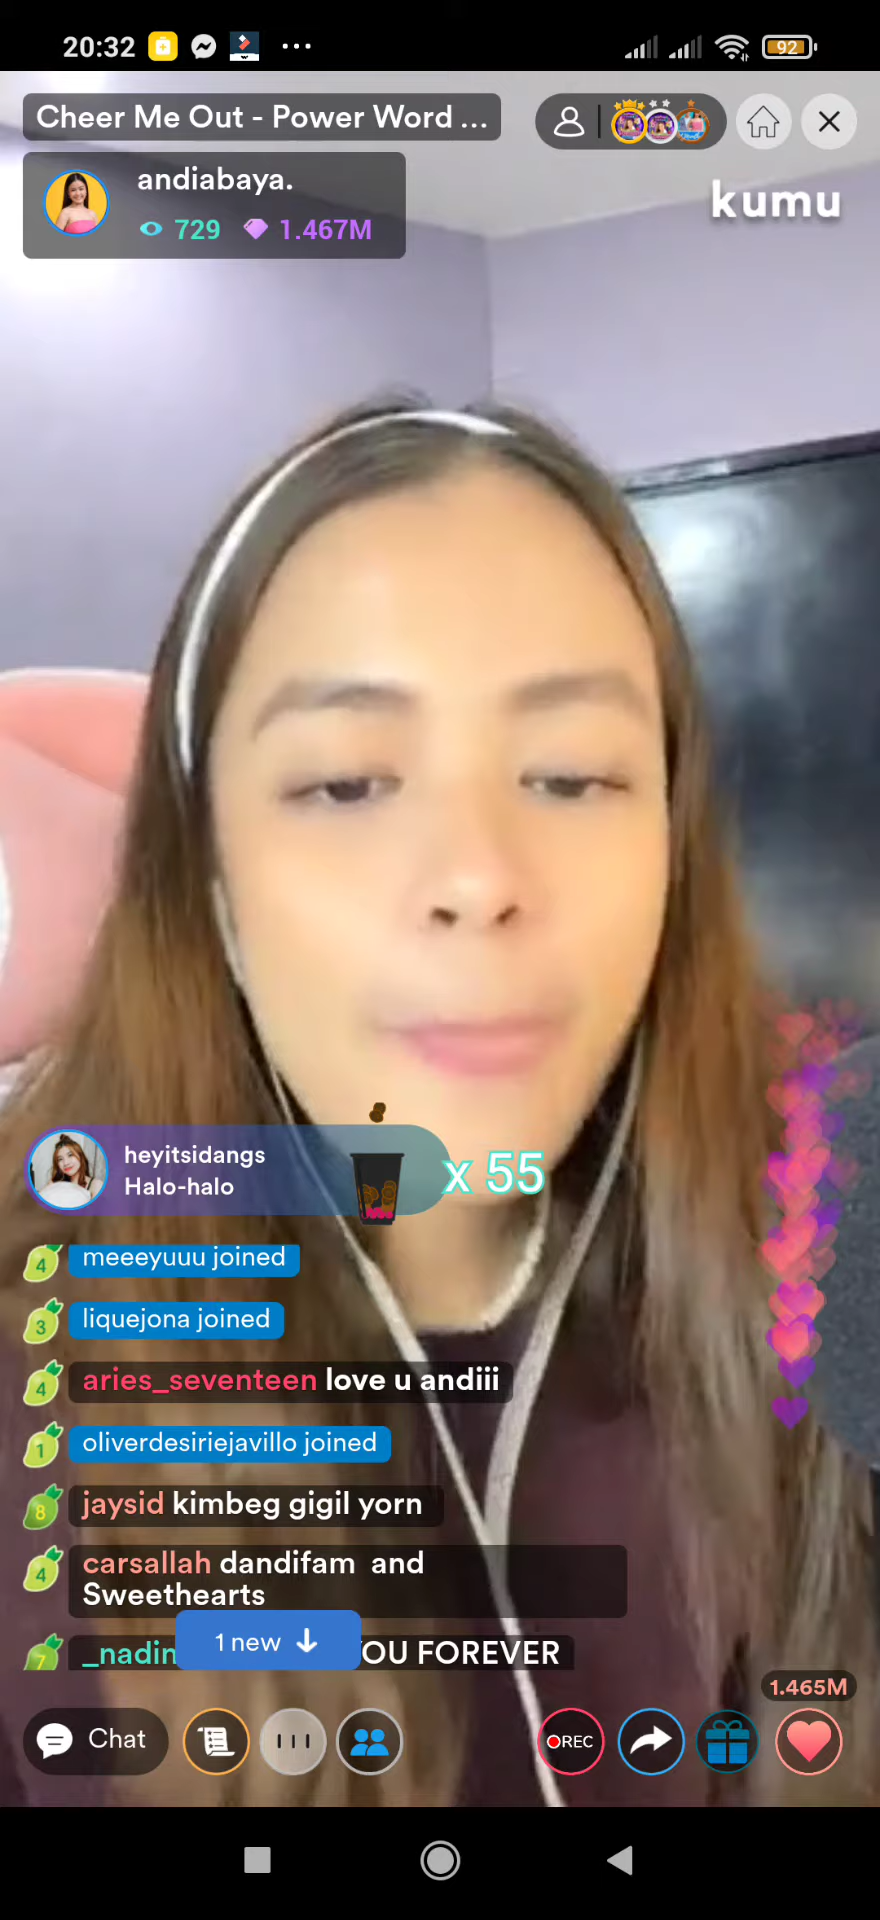 20:32
92
Cheer Me Out - Power Word ...
andiabaya.
729 1.467M
kumu
heyitsidangs
Halo-halo
x 55
4 meeeyuuu joined
3 liquejona joined
4 aries_seventeen love u andiii
1 oliverdesiriejavillo joined
8 jaysid kimbeg gigil yorn
4 carsallah dandifam and
Sweethearts
7 _nadin
1 new
OU FOREVER
1.465M
Chat
REC